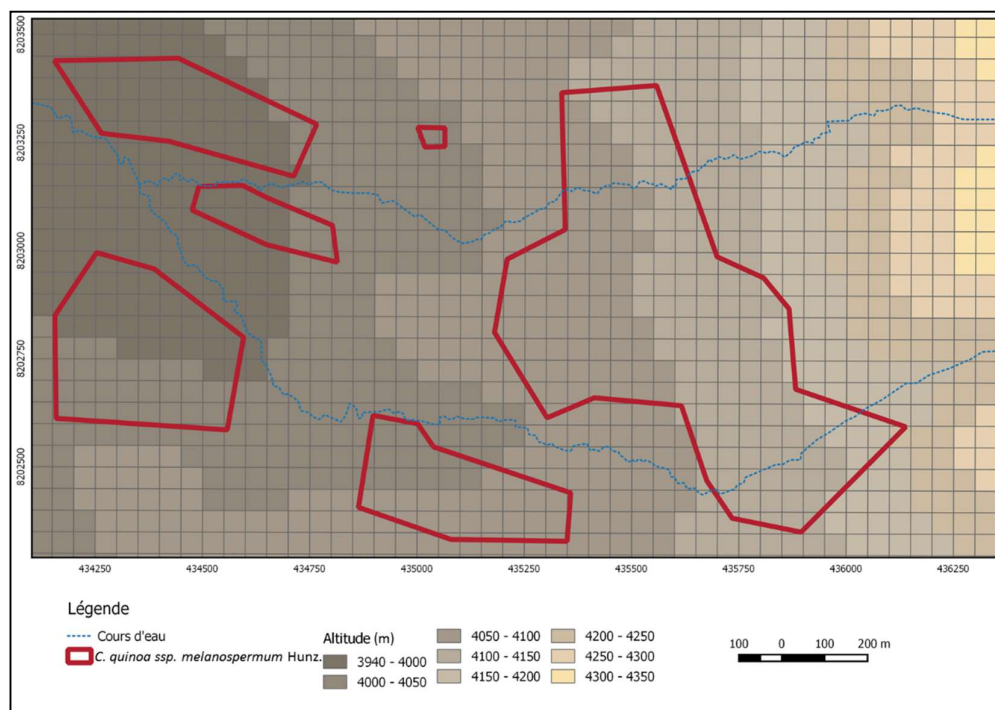 8203500
8203250
8203000
8202750
8202500
434250 434500 434750 435000 435250 435500 435750 436000 436250
Légende
Cours d'eau
C. quinoa ssp. melanospermum Hunz.
Altitude (m)
3940 - 4000
4000 - 4050
4050 - 4100
4100 - 4150
4150 - 4200
4200 - 4250
4250 - 4300
4300 - 4350
100 0 100 200 m